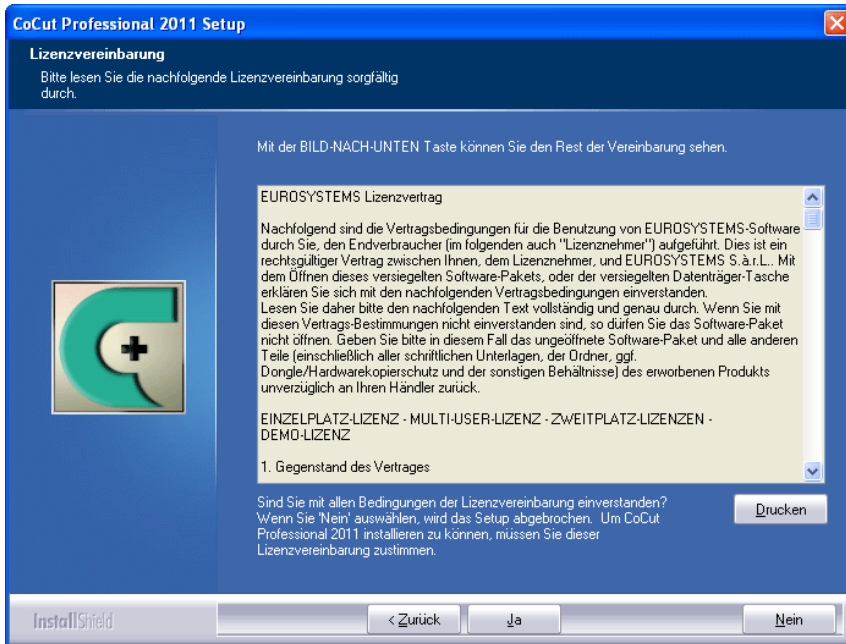 CoCut Professional 2011 Setup
Lizenzvereinbarung
Bitte lesen Sie die nachfolgende Lizenzvereinbarung sorgfältig
durch.
Mit der BILD-NACH-UNTEN Taste können Sie den Rest der Vereinbarung sehen.
EUROSYSTEMS Lizenzvertrag
Nachfolgend sind die Vertragsbedingungen für die Benutzung von EUROSYSTEMS-Software
durch Sie, den Endverbraucher (im folgenden auch "Lizenznehmer") aufgeführt. Dies ist ein
rechtsgültiger Vertrag zwischen Ihnen, dem Lizenznehmer, und EUROSYSTEMS S.à.r.L.. Mit
dem Öffnen dieses versiegelten Software-Pakets, oder der versiegelten Datenträger-Tasche
erklären Sie sich mit den nachfolgenden Vertragsbedingungen einverstanden.
Lesen Sie daher bitte den nachfolgenden Text vollständig und genau durch. Wenn Sie mit
diesen Vertrags-Bestimmungen nicht einverstanden sind, so dürfen Sie das Software-Paket
nicht öffnen. Geben Sie bitte in diesem Fall das ungeöffnete Software-Paket und alle anderen
Teile (einschließlich aller schriftlichen Unterlagen, der Ordner, ggf.
Dongle/Hardwarekopierschutz und der sonstigen Behältnisse) des erworbenen Produkts
unverzüglich an Ihren Händler zurück.
EINZELPLATZ-LIZENZ - MULTI-USER-LIZENZ - ZWEITPLATZ-LIZENZEN -
DEMO-LIZENZ
1. Gegenstand des Vertrages
Sind Sie mit allen Bedingungen der Lizenzvereinbarung einverstanden?
Wenn Sie 'Nein' auswählen, wird das Setup abgebrochen. Um CoCut
Professional 2011 installieren zu können, müssen Sie dieser
Lizenzvereinbarung zustimmen.
Drucken
InstallShield
< Zurück
Ja
Nein